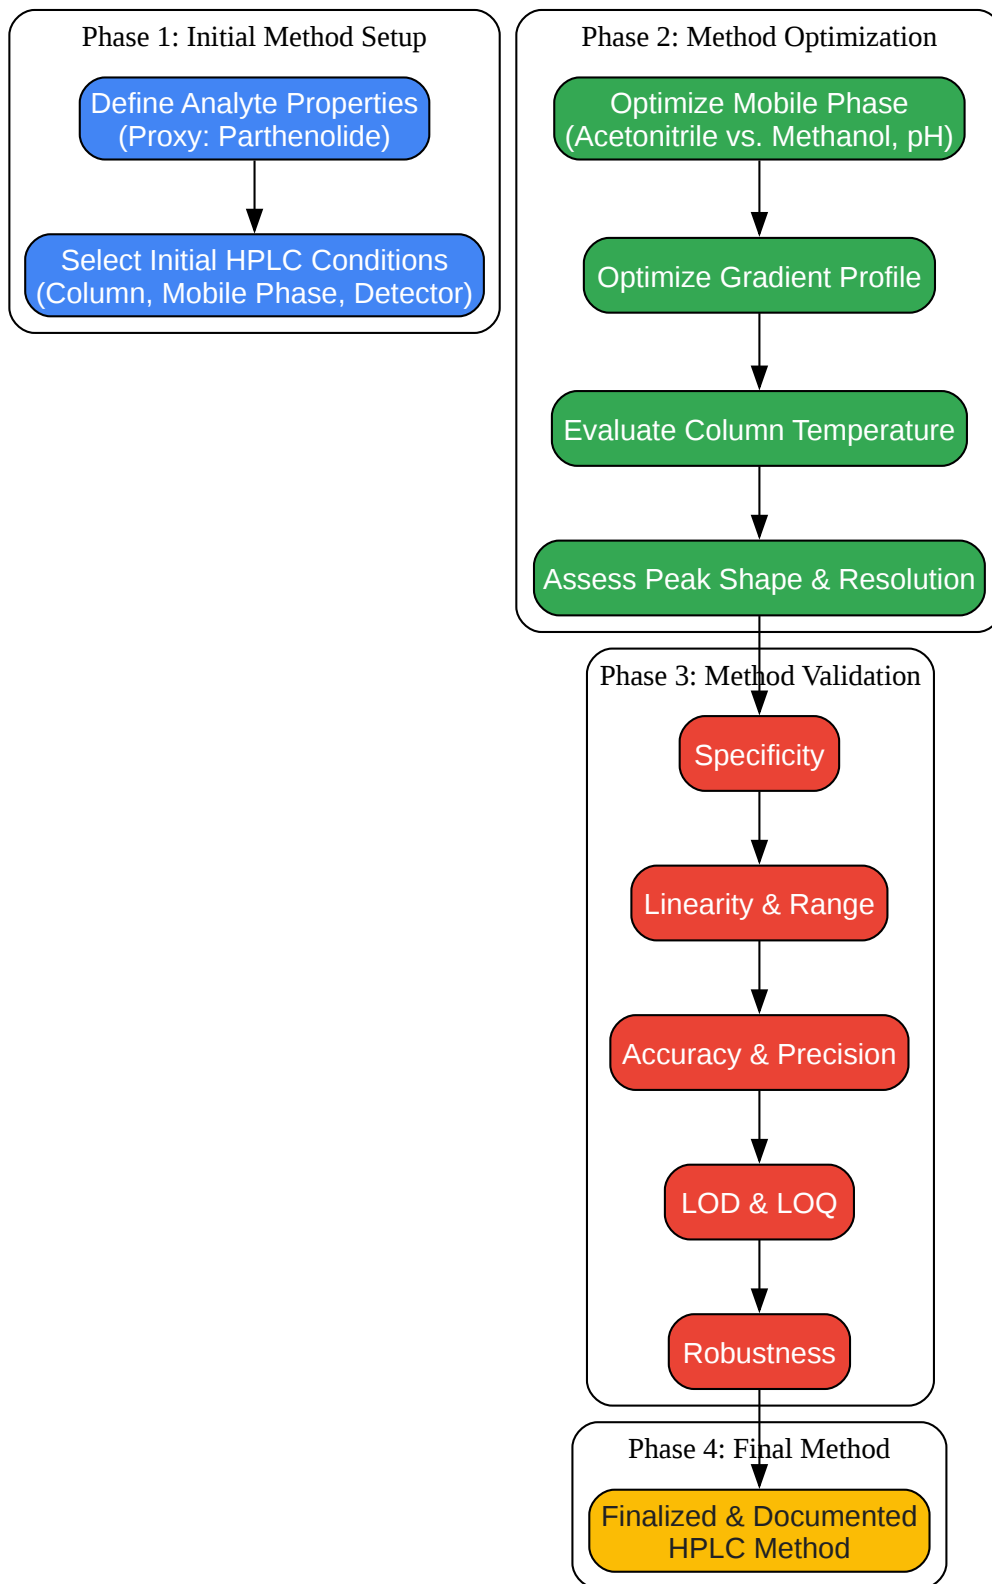 Phase 1: Initial Method Setup
Define Analyte Properties
(Proxy: Parthenolide)
Select Initial HPLC Conditions
(Column, Mobile Phase, Detector)
Phase 2: Method Optimization
Optimize Mobile Phase
(Acetonitrile vs. Methanol, pH)
Optimize Gradient Profile
Evaluate Column Temperature
Assess Peak Shape & Resolution
Phase 3: Method Validation
Specificity
Linearity & Range
Accuracy & Precision
LOD & LOQ
Robustness
Phase 4: Final Method
Finalized & Documented
HPLC Method